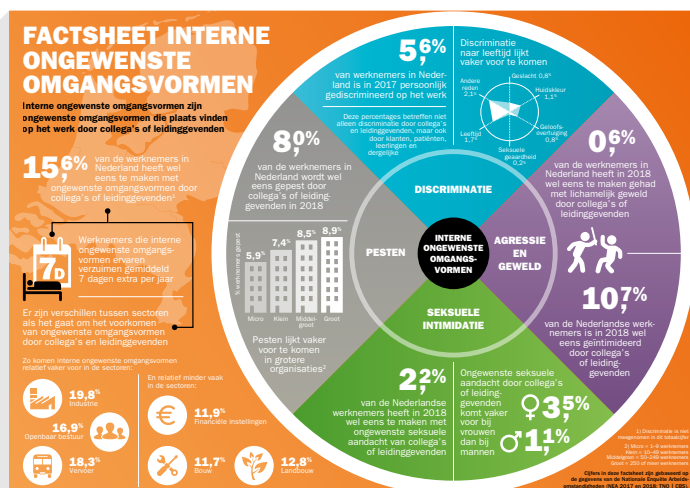 FACTSHEET INTERNE
ONGEWENSTE
OMGANGSVORMEN
Interne ongewenste omgangsvormen zijn
ongewenste omgangsvormen die plaats vinden
op het werk door collega's of leidinggevenden
15,6%
van de werknemers in
Nederland heeft wel
eens te maken met
ongewenste omgangsvormen door
collega's of leidinggevenden¹
7D
Werknemers die interne
ongewenste omgangs-
vormen ervaren
verzuimen gemiddeld
7 dagen extra per jaar
Er zijn verschillen tussen sectoren
als het gaat om het voorkomen
van ongewenste omgangsvormen
door collega's en leidinggevenden
Zo komen interne ongewenste omgangsvormen
relatief vaker voor in de sectoren:
19,8%
Industrie
16,9%
Openbaar bestuur
18,3%
Vervoer
En relatief minder vaak
in de sectoren:
11,9%
Financiële instellingen
11,7%
Bouw
12,8%
Landbouw
5,6%
van werknemers in Neder-
land is in 2017 persoonlijk
gediscrimineerd op het werk
Deze percentages betreffen niet
alleen discriminatie door collega's
en leidinggevenden, maar ook
door klanten, patiënten,
leerlingen en
dergelijke
Discriminatie
naar leeftijd lijkt
vaker voor te komen
Geslacht 0,8%
Huidskleur
1,1%
Geloofs-
overtuiging
0,8%
Seksuele
geaardheid
0,2%
Leeftijd
1,7%
Andere
reden
2,1%
DISCRIMINATIE
8,0%
van de werknemers in
Nederland wordt wel
eens gepest door
collega's of leiding-
gevenden in 2018
% werknemers gepest
5,9%
7,4%
8,5%
8,9%
Micro
Klein
Middel-
groot
Groot
Pesten lijkt vaker
voor te komen
in grotere
organisaties²
PESTEN
INTERNE
ONGEWENSTE
OMGANGS-
VORMEN
AGRESSIE
EN
GEWELD
0,6%
van de werknemers in
Nederland heeft in 2018
wel eens te maken gehad
met lichamelijk geweld
door collega's of
leidinggevenden
10,7%
van de Nederlandse werk-
nemers is in 2018 wel
eens geïntimideerd
door collega's
of leiding-
gevenden
SEKSUELE
INTIMIDATIE
2,2%
van de Nederlandse
werknemers heeft in 2018
wel eens te maken met
ongewenste seksuele
aandacht van collega's
of leidinggevenden
Ongewenste seksuele
aandacht door collega's
of leiding-
gevenden
komt vaker
voor bij
vrouwen
dan bij
mannen
3,5%
1,1%
1) Discriminatie is niet
meegenomen in dit totaalcijfer
2) Micro = 1-9 werknemers
Klein = 10-49 werknemers
Middelgroot = 50-249 werknemers
Groot = 250 of meer werknemers
Cijfers in deze factsheet zijn gebaseerd op
de gegevens van de Nationale Enquête Arbeids-
omstandigheden (NEA 2017 en 2018; TNO | CBS).